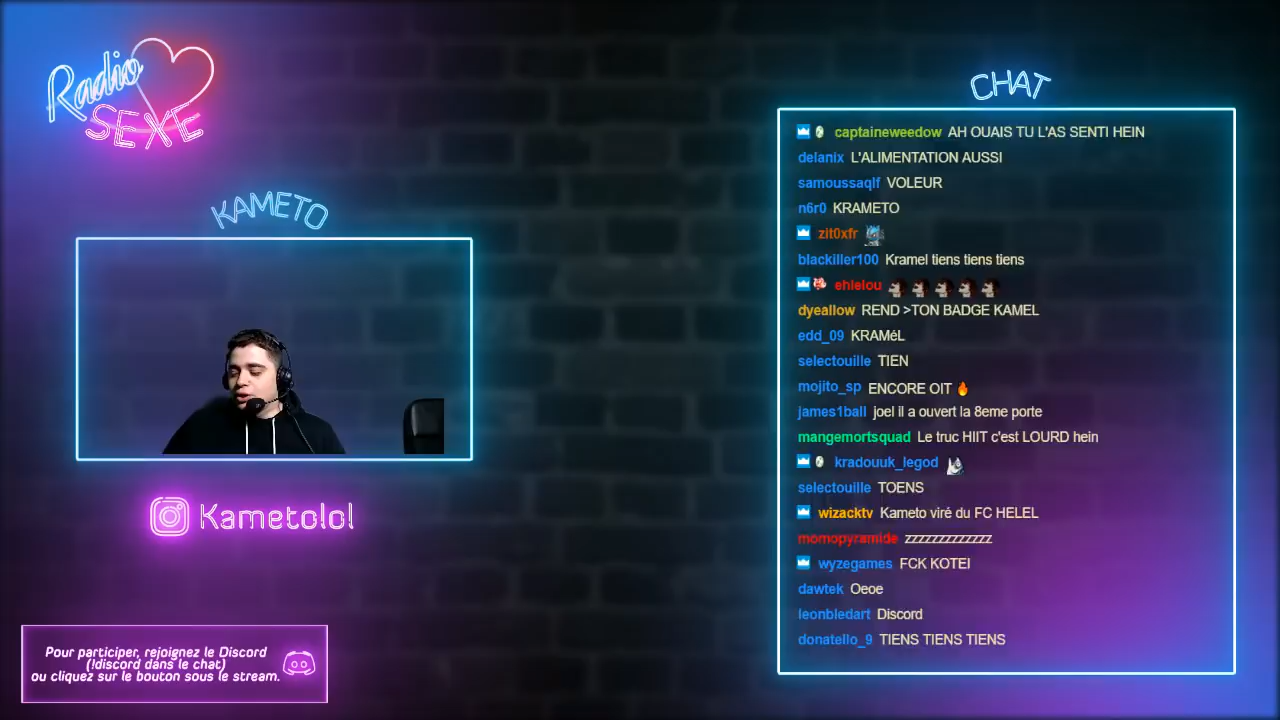 Radio
SEXE
KAMETO
Kametolol
Pour participer, rejoignez le Discord
(!discord dans le chat)
ou cliquez sur le bouton sous le stream.
CHAT
captaineweedow AH OUAIS TU L'AS SENTI HEIN
delanix L'ALIMENTATION AUSSI
samoussaqlf VOLEUR
n6r0 KRAMETO
zit0xfr
blackiller100 Kramel tiens tiens tiens
ehlelou
dyeallow REND >TON BADGE KAMEL
edd_09 KRAMéL
selectouille TIEN
mojito_sp ENCORE OIT 🔥
james1ball joel il a ouvert la 8eme porte
mangemortsquad Le truc HIIT c'est LOURD hein
kradouuk_legod
selectouille TOENS
wizacktv Kameto viré du FC HELEL
momopyramide zzzzzzzzzzzzz
wyzegames FCK KOTEI
dawtek Oeoe
leonbledart Discord
donatello_9 TIENS TIENS TIENS